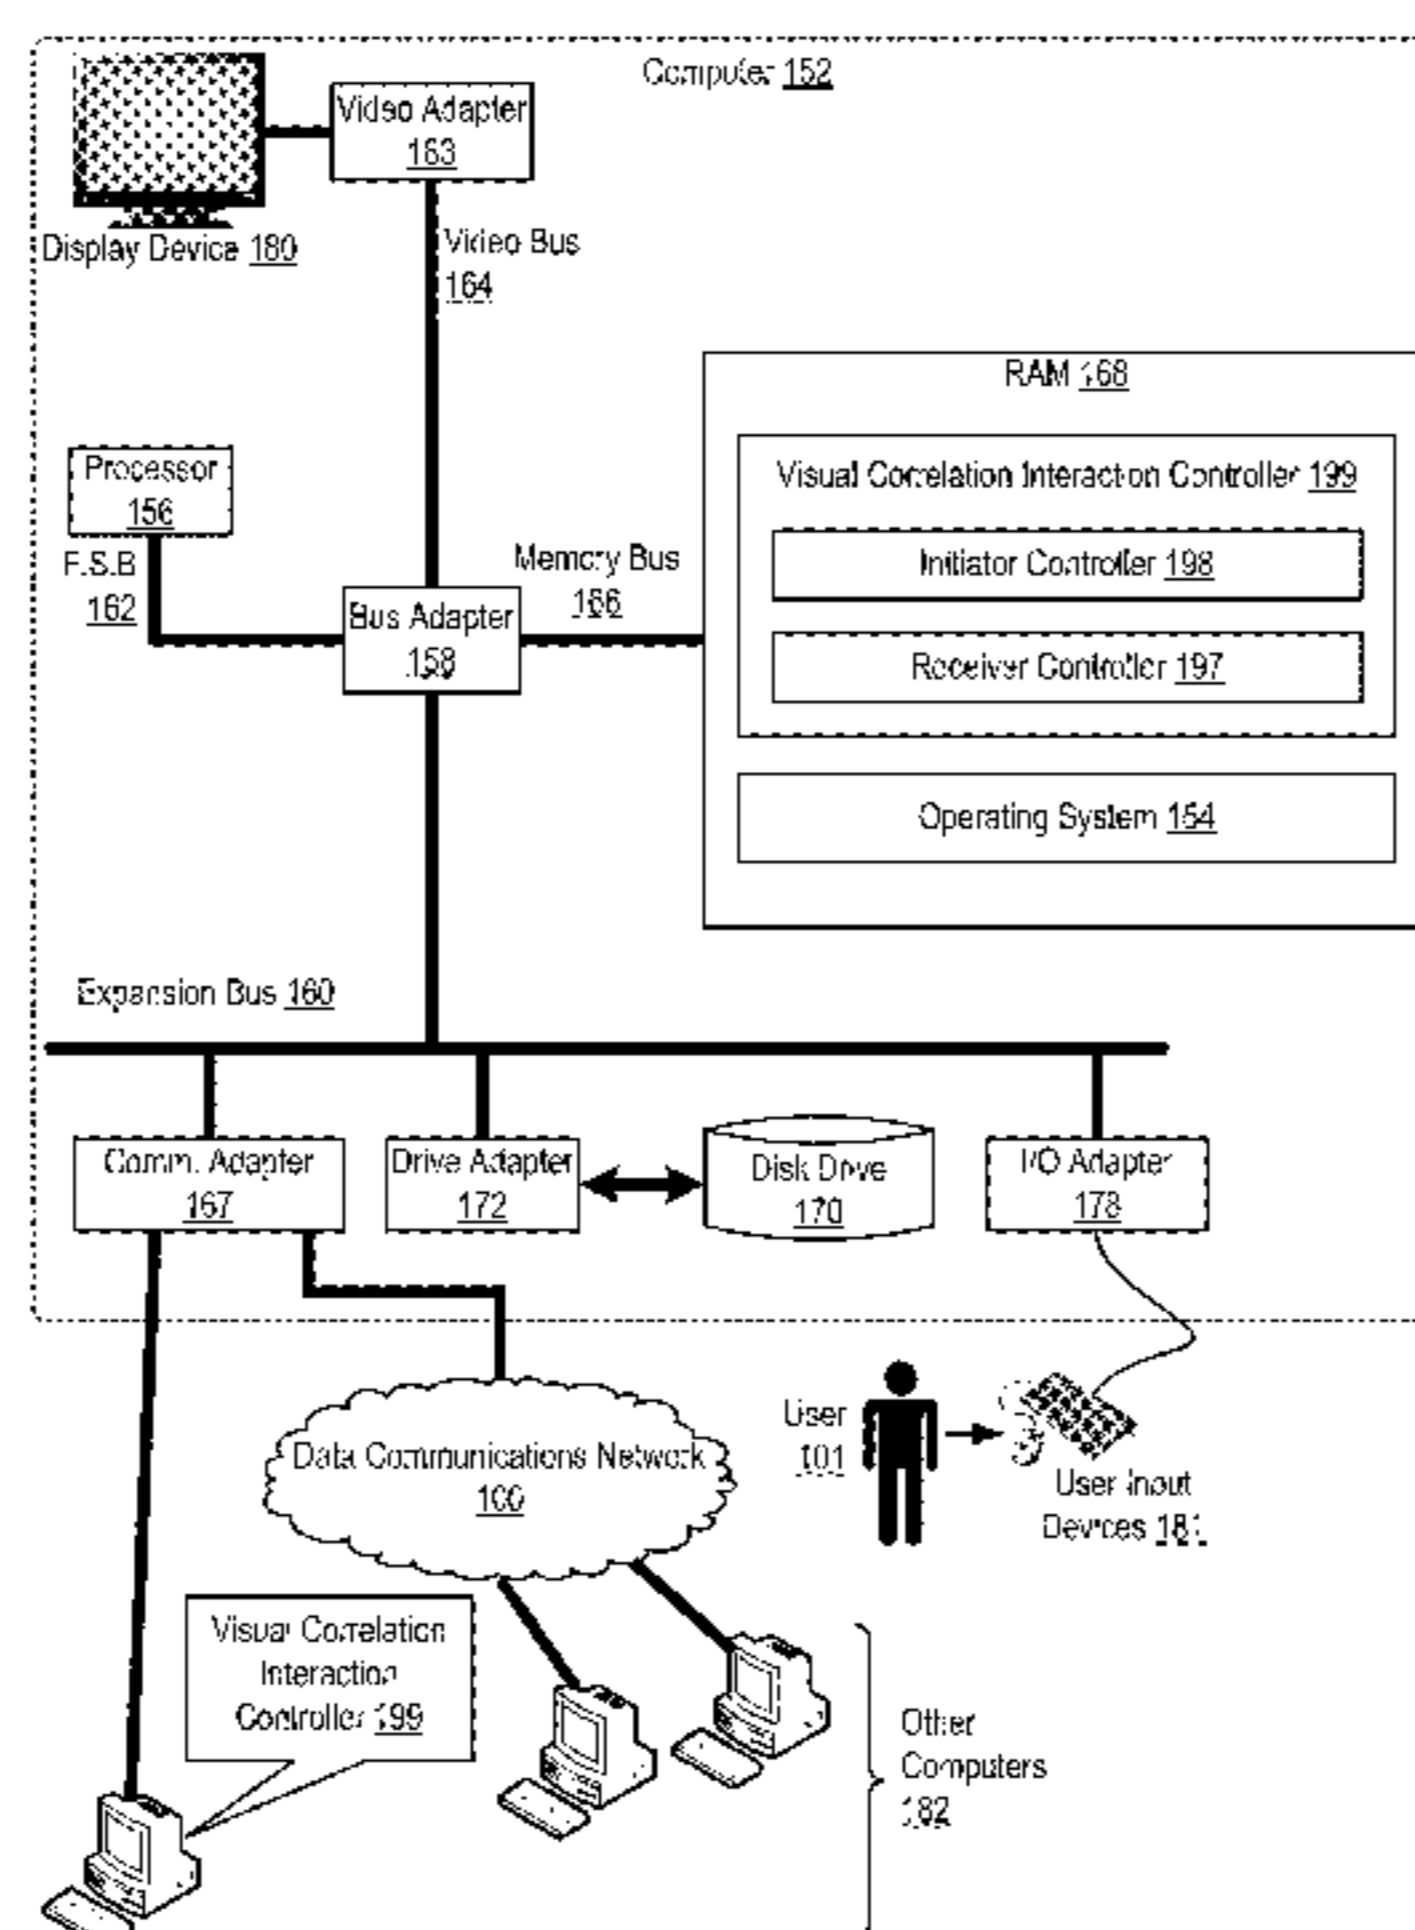 Computer 152
Video Adapter
163
Display Device 180
Video Bus
164
RAM 168
Processor
156
Visual Correlation Interaction Controller 199
F.S.B
162
Memory Bus
166
Initiator Controller 198
Bus Adapter
158
Receiver Controller 197
Operating System 154
Expansion Bus 160
Comm. Adapter
167
Drive Adapter
172
Disk Drive
170
I/O Adapter
178
User
101
Data Communications Network
100
User Input
Devices 181
Visual Correlation
Interaction
Controller 199
Other
Computers
182